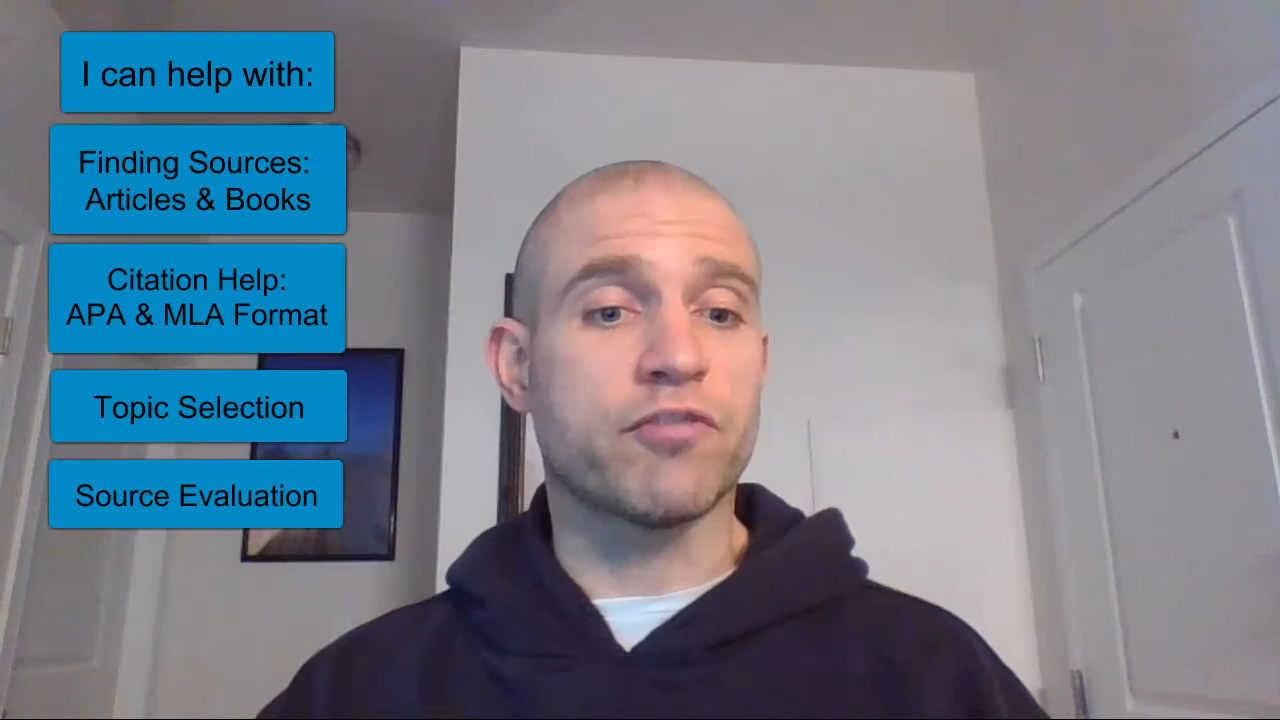 I can help with:
Finding Sources:
Articles & Books
Citation Help:
APA & MLA Format
Topic Selection
Source Evaluation